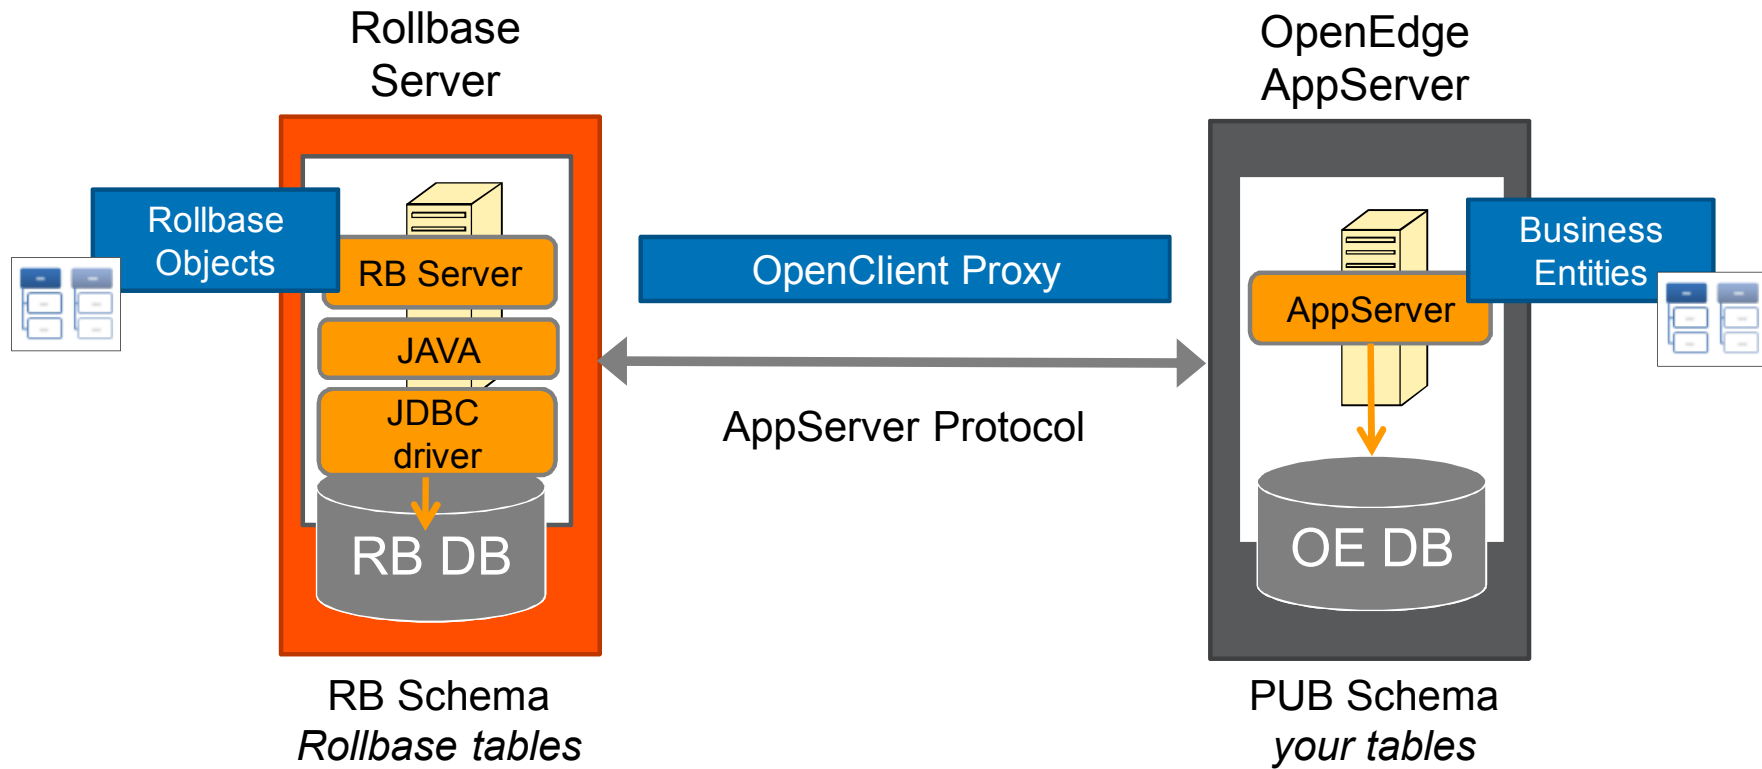 Rollbase
Server
OpenEdge
AppServer
Rollbase
Objects
RB Server
JAVA
JDBC
driver
RB DB
OpenClient Proxy
AppServer Protocol
Business
Entities
AppServer
OE DB
RB Schema
Rollbase tables
PUB Schema
your tables